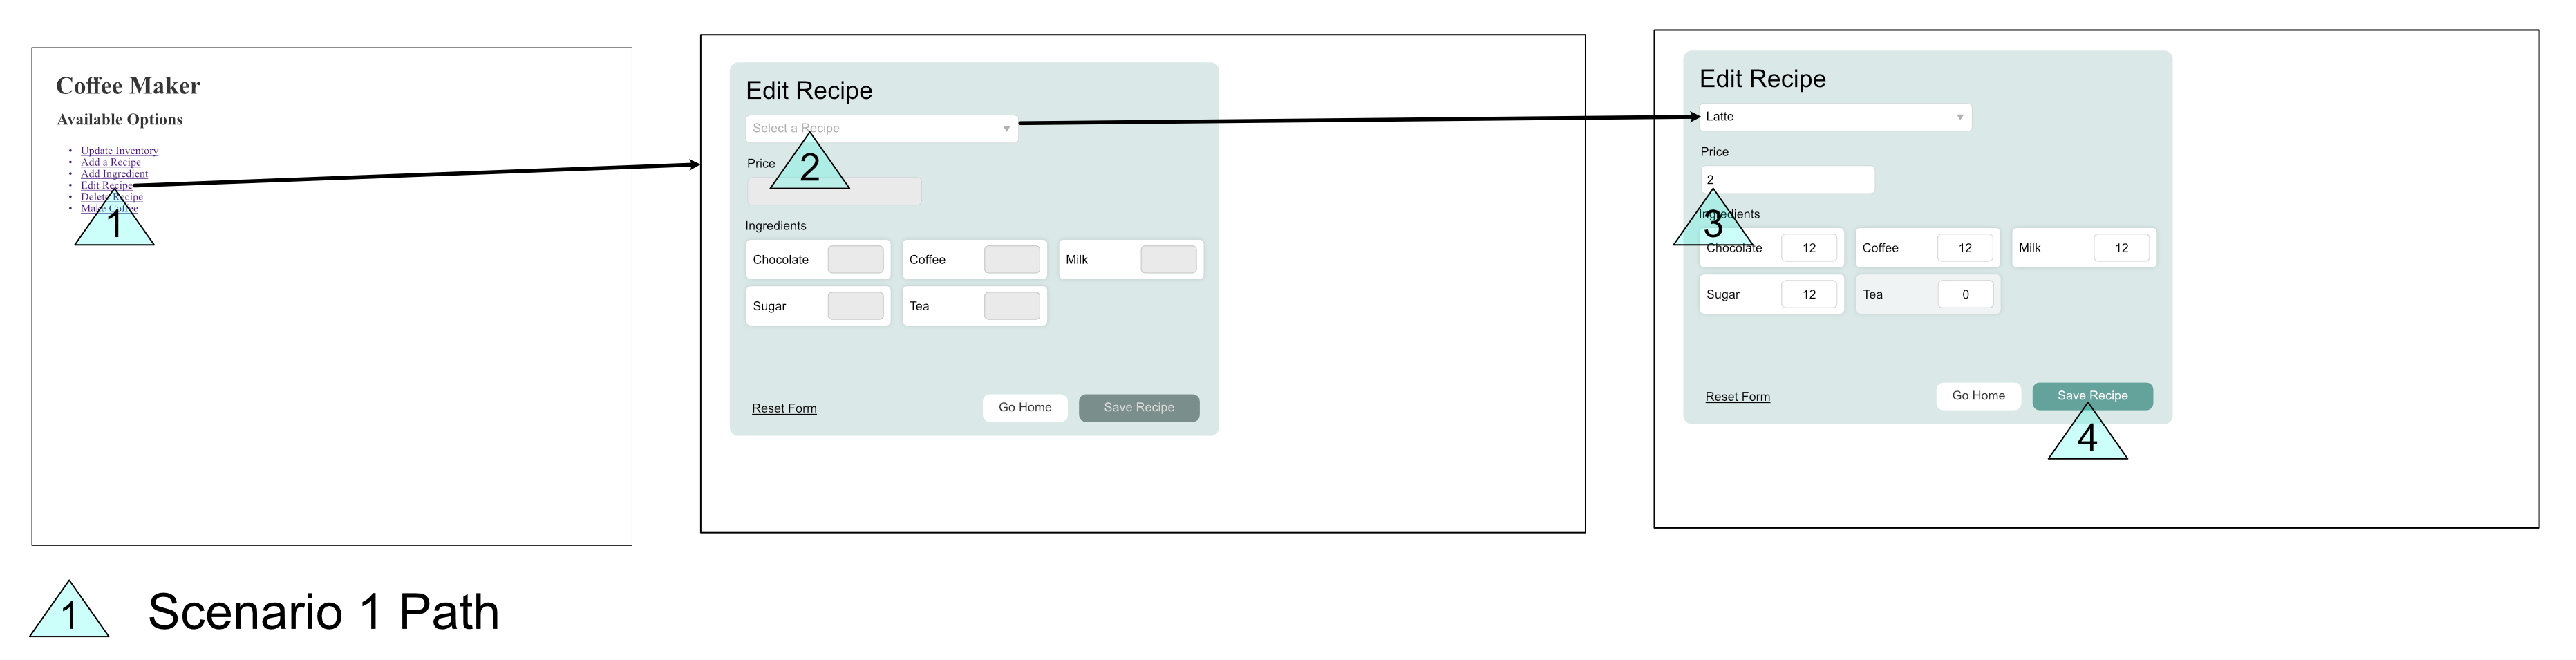 Coffee Maker
Available Options
• Update Inventory
• Add a Recipe
• Add Ingredient
• Edit Recipe
• Delete Recipe
• Make Coffee
1
Edit Recipe
Select a Recipe
2
Price
Ingredients
Chocolate
Coffee
Milk
Sugar
Tea
Reset Form
Go Home
Save Recipe
Edit Recipe
Latte
Price
2
3
Ingredients
Chocolate 12
Coffee 12
Milk 12
Sugar 12
Tea 0
Reset Form
Go Home
Save Recipe
4
1 Scenario 1 Path